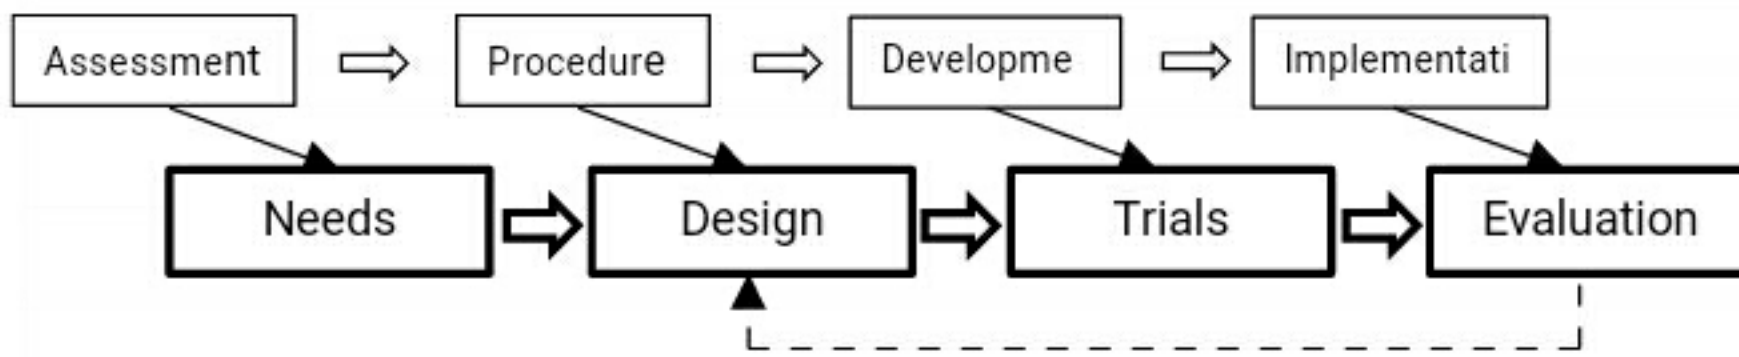 Assessment
Procedure
Developme
Implementati
Needs
Design
Trials
Evaluation